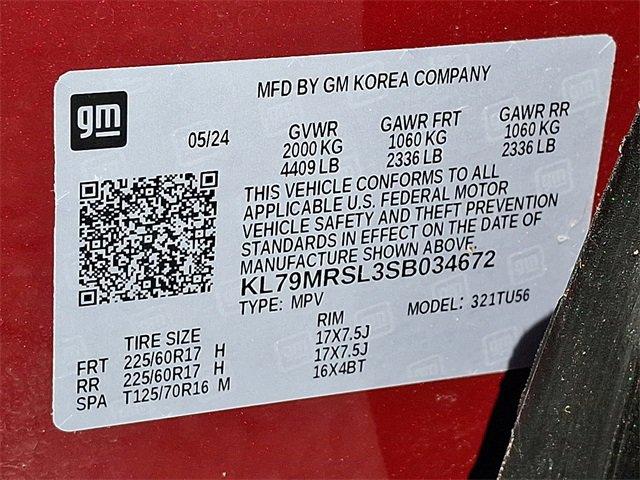 MFD BY GM KOREA COMPANY
gm
05/24
GVWR GAWR FRT GAWR RR
2000 KG 1060 KG 1060 KG
4409 LB 2336 LB 2336 LB
THIS VEHICLE CONFORMS TO ALL
APPLICABLE U.S. FEDERAL MOTOR
VEHICLE SAFETY AND THEFT PREVENTION
STANDARDS IN EFFECT ON THE DATE OF
MANUFACTURE SHOWN ABOVE.
KL79MRSL3SB034672
TYPE: MPV MODEL: 321TU56
TIRE SIZE RIM
FRT 225/60R17 H 17X7.5J
RR 225/60R17 H 17X7.5J
SPA T125/70R16 M 16X4BT